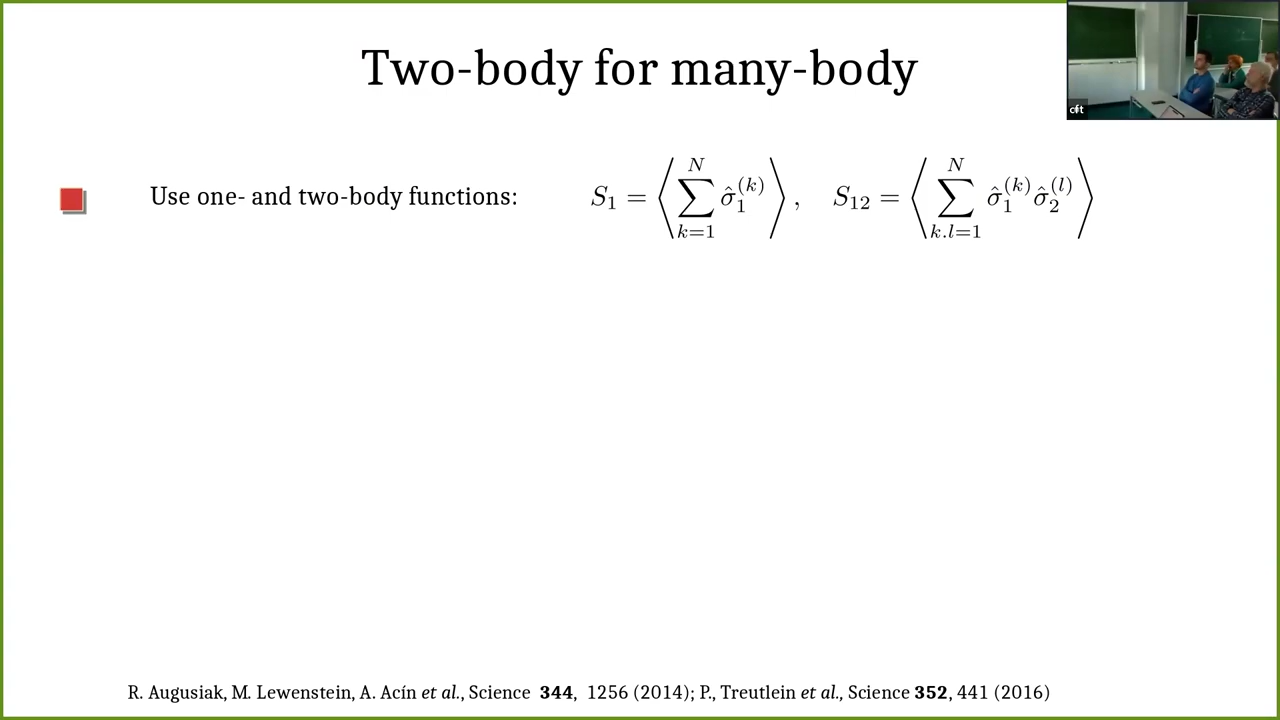 Two-body for many-body
cft
Use one- and two-body functions: $S_1 = \left\langle \sum_{k=1}^{N} \hat{\sigma}_1^{(k)} \right\rangle, \quad S_{12} = \left\langle \sum_{k.l=1}^{N} \hat{\sigma}_1^{(k)} \hat{\sigma}_2^{(l)} \right\rangle$
R. Augusiak, M. Lewenstein, A. Acín et al., Science 344, 1256 (2014); P., Treutlein et al., Science 352, 441 (2016)